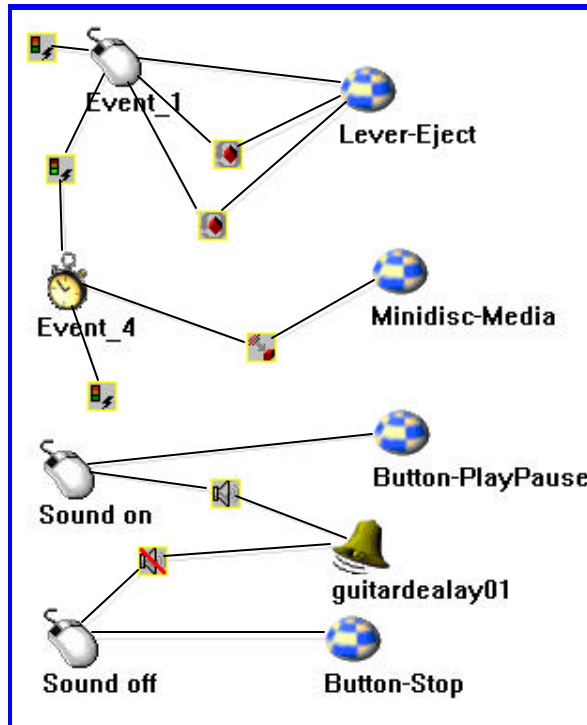 Event_1
Lever-Eject
Event_4
Minidisc-Media
Button-PlayPause
Sound on
guitardealay01
Sound off
Button-Stop